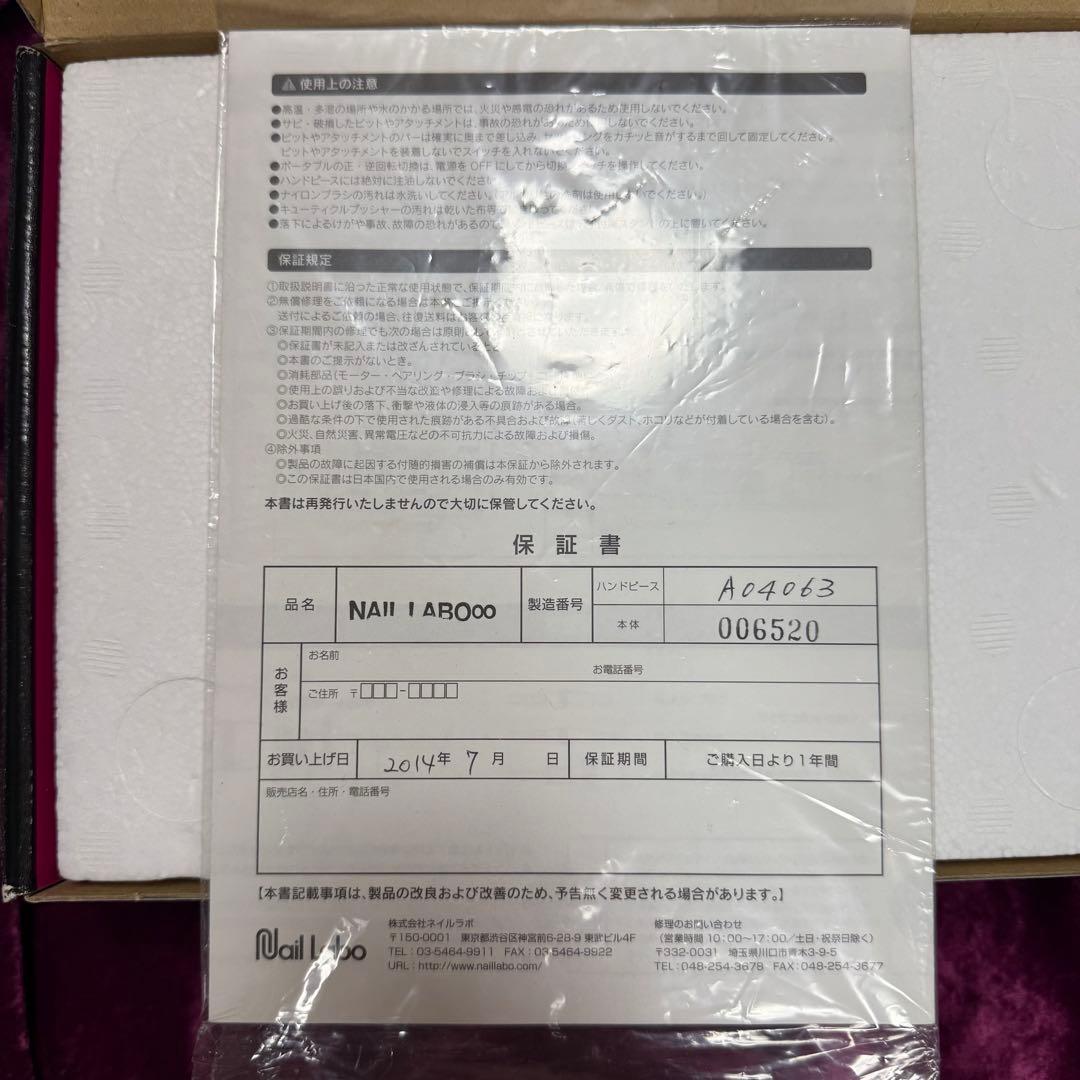 ⚠ 使用上の注意
●高温・多湿の場所や水のかかる場所では、火災や感電の恐れがあるため使用しないでください。
●サビ・破損したビットやアタッチメントは、事故の恐れが しないでください。
●ビットやアタッチメントのバーは確実に奥まで差し込み、 リングをカチッと音がするまで回して固定してください。
ビットやアタッチメントを装着しないでスイッチを入れないでください。
●ポータブルの正・逆回転切換は、電源を OFF にしてから切換 を操作してください。
●ハンドピースには絶対に注油しないでください
●ナイロンブラシの汚れは水洗いしてください。 剤は使用 でください。)
●キューティクルプッシャーの汚れは乾いた布等
●落下によるけがや事故、故障の恐れがあるので、 の上に置いてください。
保証規定
①取扱説明書に沿った正常な使用状態で、保証期間
②無償修理をご依頼になる場合は本
送付によるご依頼の場合、往復送料はお客
③保証期間内の修理でも次の場合は原則
◎保証書が未記入または改ざんされている
◎本書のご提示がないとき。
◎消耗部品(モーター・ベアリング・ブラシ・チップ・
◎使用上の誤りおよび不当な改造や修理による故障
◎お買い上げ後の落下、衝撃や液体の浸入等の痕跡がある場合。
◎過酷な条件の下で使用された痕跡がある不具合および故障(著しくダスト、ホコリなどが付着している場合を含む)。
◎火災、自然災害、異常電圧などの不可抗力による故障および損傷。
④除外事項
◎製品の故障に起因する付随的損害の補償は本保証から除外されます。
◎この保証書は日本国内で使用される場合のみ有効です。
本書は再発行いたしませんので大切に保管してください。
保証書
品名 NAIL LABO∞ 製造番号 ハンドピース A04063
本体 006520
お客様 お名前 お電話番号
ご住所 〒□□□-□□□□
お買い上げ日 2014年 7月 日 保証期間 ご購入日より1年間
販売店名・住所・電話番号
【本書記載事項は、製品の改良および改善のため、予告無く変更される場合があります。】
Nail Labo
株式会社ネイルラボ
〒150-0001 東京都渋谷区神宮前6-28-9 東武ビル4F
TEL:03-5464-9911 FAX:03-5464-9922
URL:http://www.naillabo.com/
修理のお問い合わせ
(営業時間 10:00~17:00/土日・祝祭日除く)
〒332-0031 埼玉県川口市青木3-9-5
TEL:048-254-3678 FAX:048-254-3677